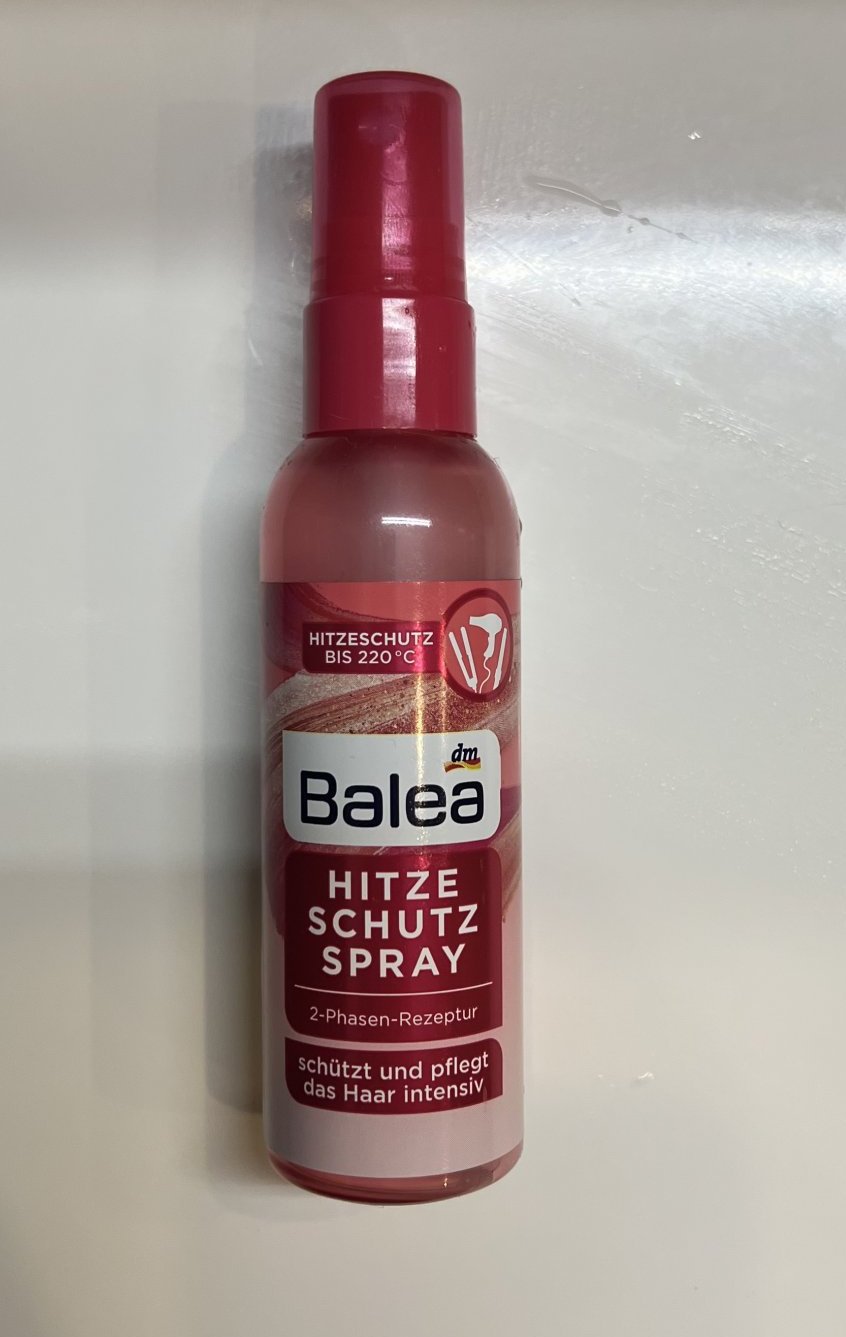 HITZESCHUTZ
BIS 220°C
dm
Balea
HITZE
SCHUTZ
SPRAY
2-Phasen-Rezeptur
schützt und pflegt
das Haar intensiv